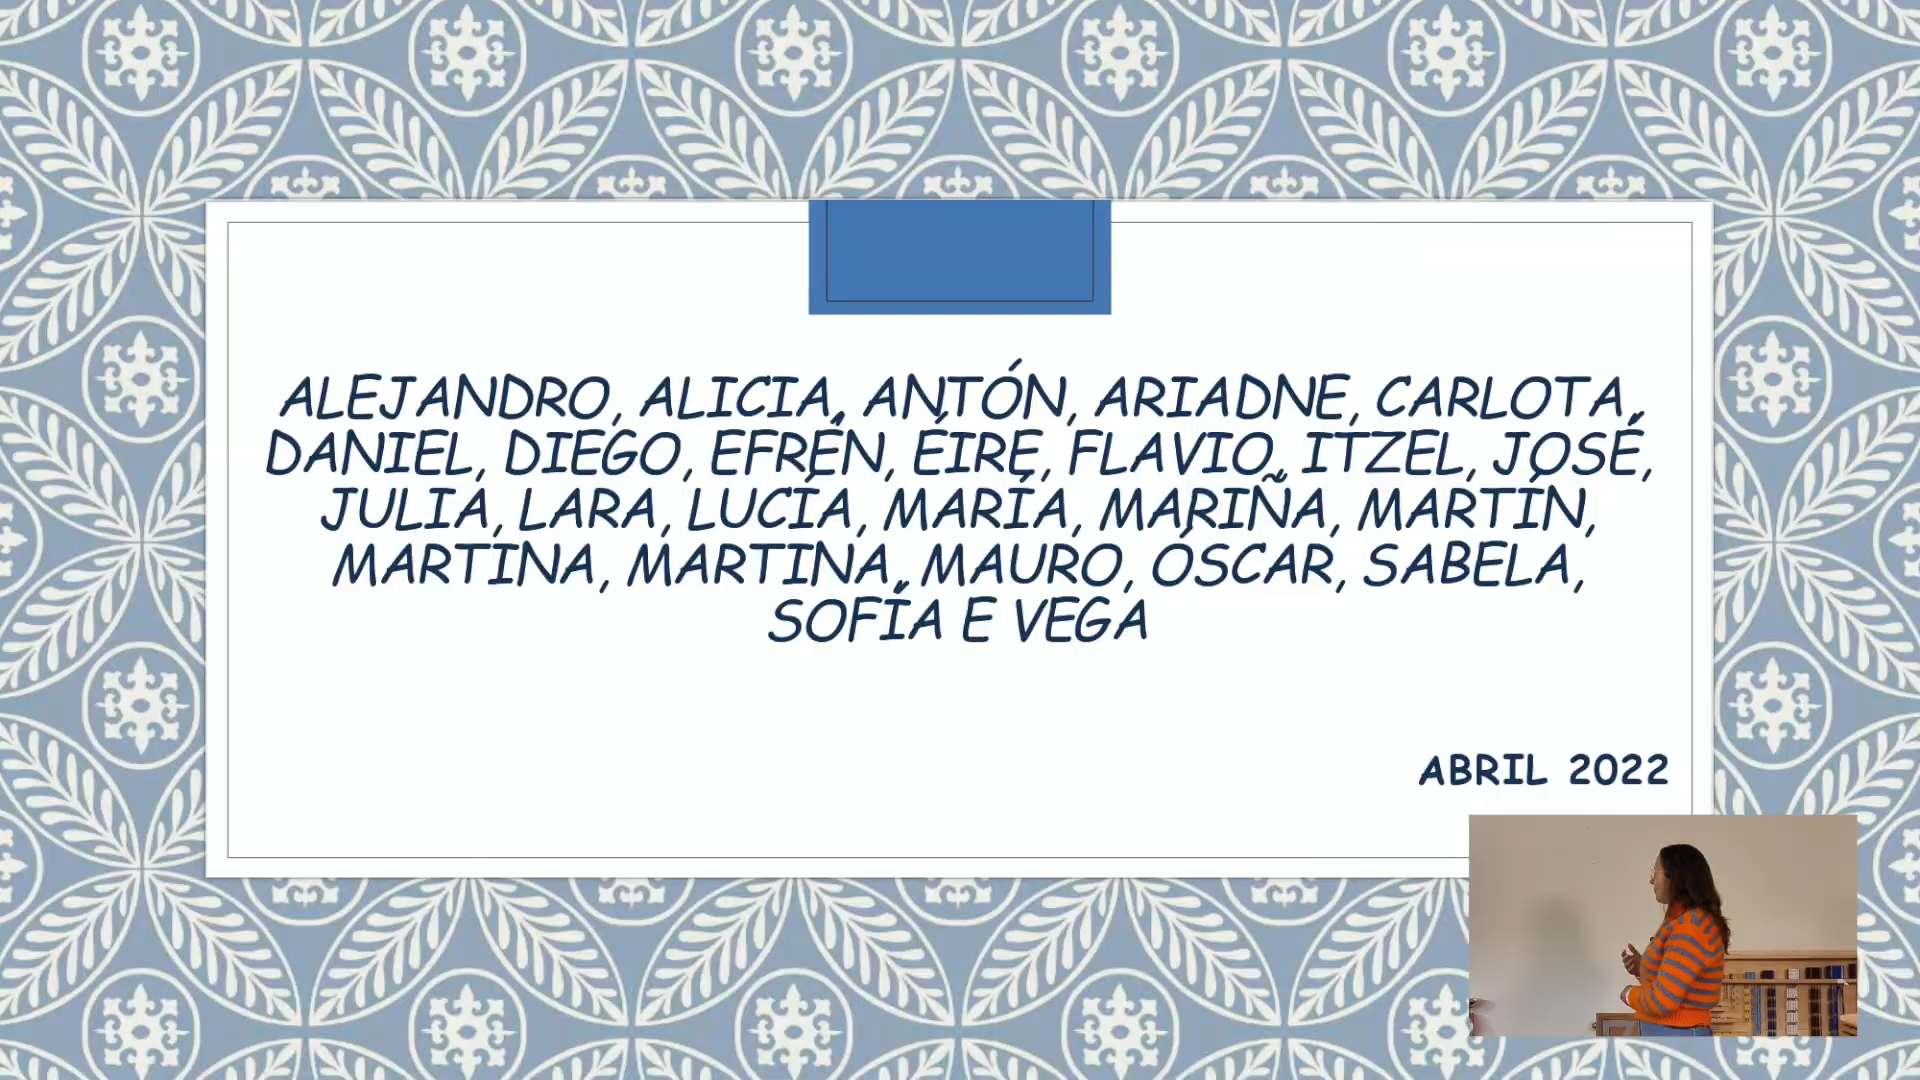 ALEJANDRO, ALICIA, ANTÓN, ARIADNE, CARLOTA,
DANIEL, DIEGO, EFRÉN, ÉIRE, FLAVIO, ITZEL, JOSÉ,
JULIA, LARA, LUCÍA, MARÍA, MARIÑA, MARTÍN,
MARTINA, MARTINA, MAURO, ÓSCAR, SABELA,
SOFÍA E VEGA
ABRIL 2022